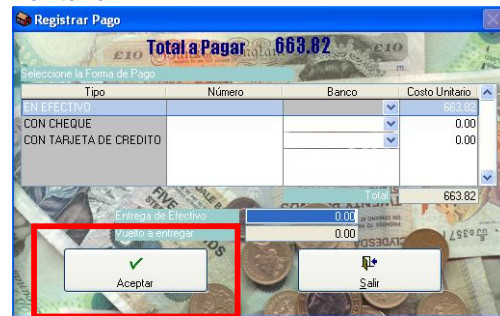 Registrar Pago
Total a Pagar 663.82
Seleccione la Forma de Pago
Tipo Número Banco Costo Unitario
EN EFECTIVO 663.82
CON CHEQUE 0.00
CON TARJETA DE CREDITO 0.00
Total 663.82
Entrega de Efectivo 0.00
Vuelto a entregar 0.00
Aceptar Salir
£10
£10